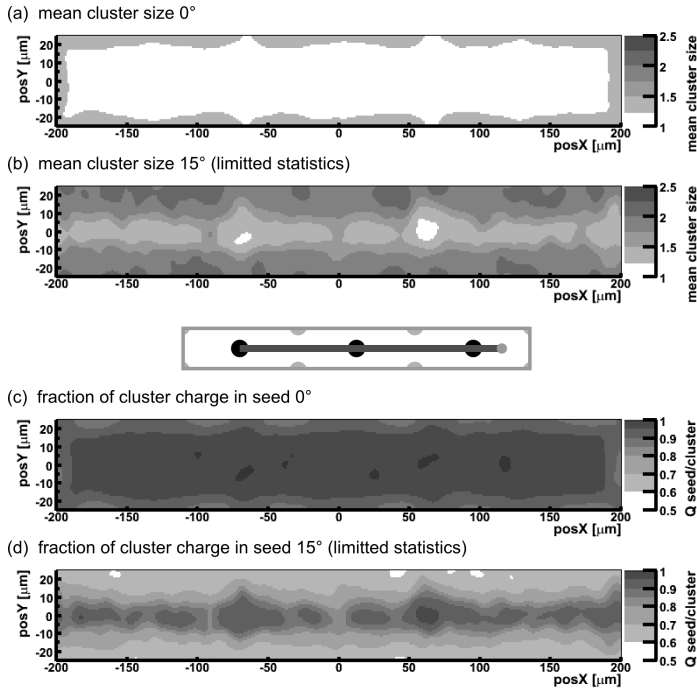 (a) mean cluster size 0°
posY [μm]
20
10
0
-10
-20
-200 -150 -100 -50 0 50 100 150 200
posX [μm]
2.5
2
1.5
1
mean cluster size
(b) mean cluster size 15° (limitted statistics)
posY [μm]
20
10
0
-10
-20
-200 -150 -100 -50 0 50 100 150 200
posX [μm]
2.5
2
1.5
1
mean cluster size
(c) fraction of cluster charge in seed 0°
posY [μm]
20
10
0
-10
-20
-200 -150 -100 -50 0 50 100 150 200
posX [μm]
1
0.9
0.8
0.7
0.6
0.5
Q seed/cluster
(d) fraction of cluster charge in seed 15° (limitted statistics)
posY [μm]
20
10
0
-10
-20
-200 -150 -100 -50 0 50 100 150 200
posX [μm]
1
0.9
0.8
0.7
0.6
0.5
Q seed/cluster